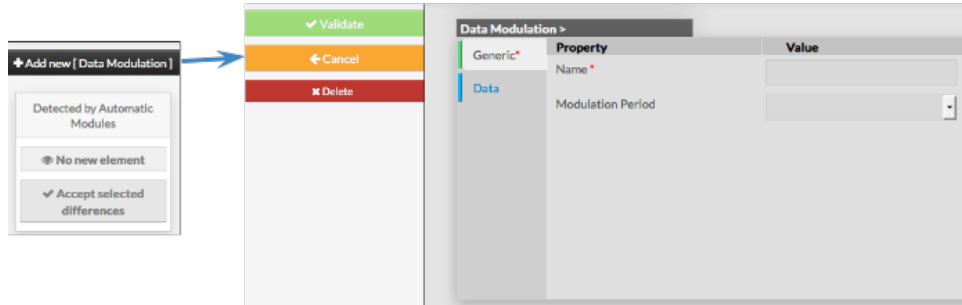 +Add new [ Data Modulation ]
Detected by Automatic
Modules
No new element
Accept selected
differences
Validate
Cancel
Delete
Data Modulation >
Generic*
Data
Property Value
Name *
Modulation Period